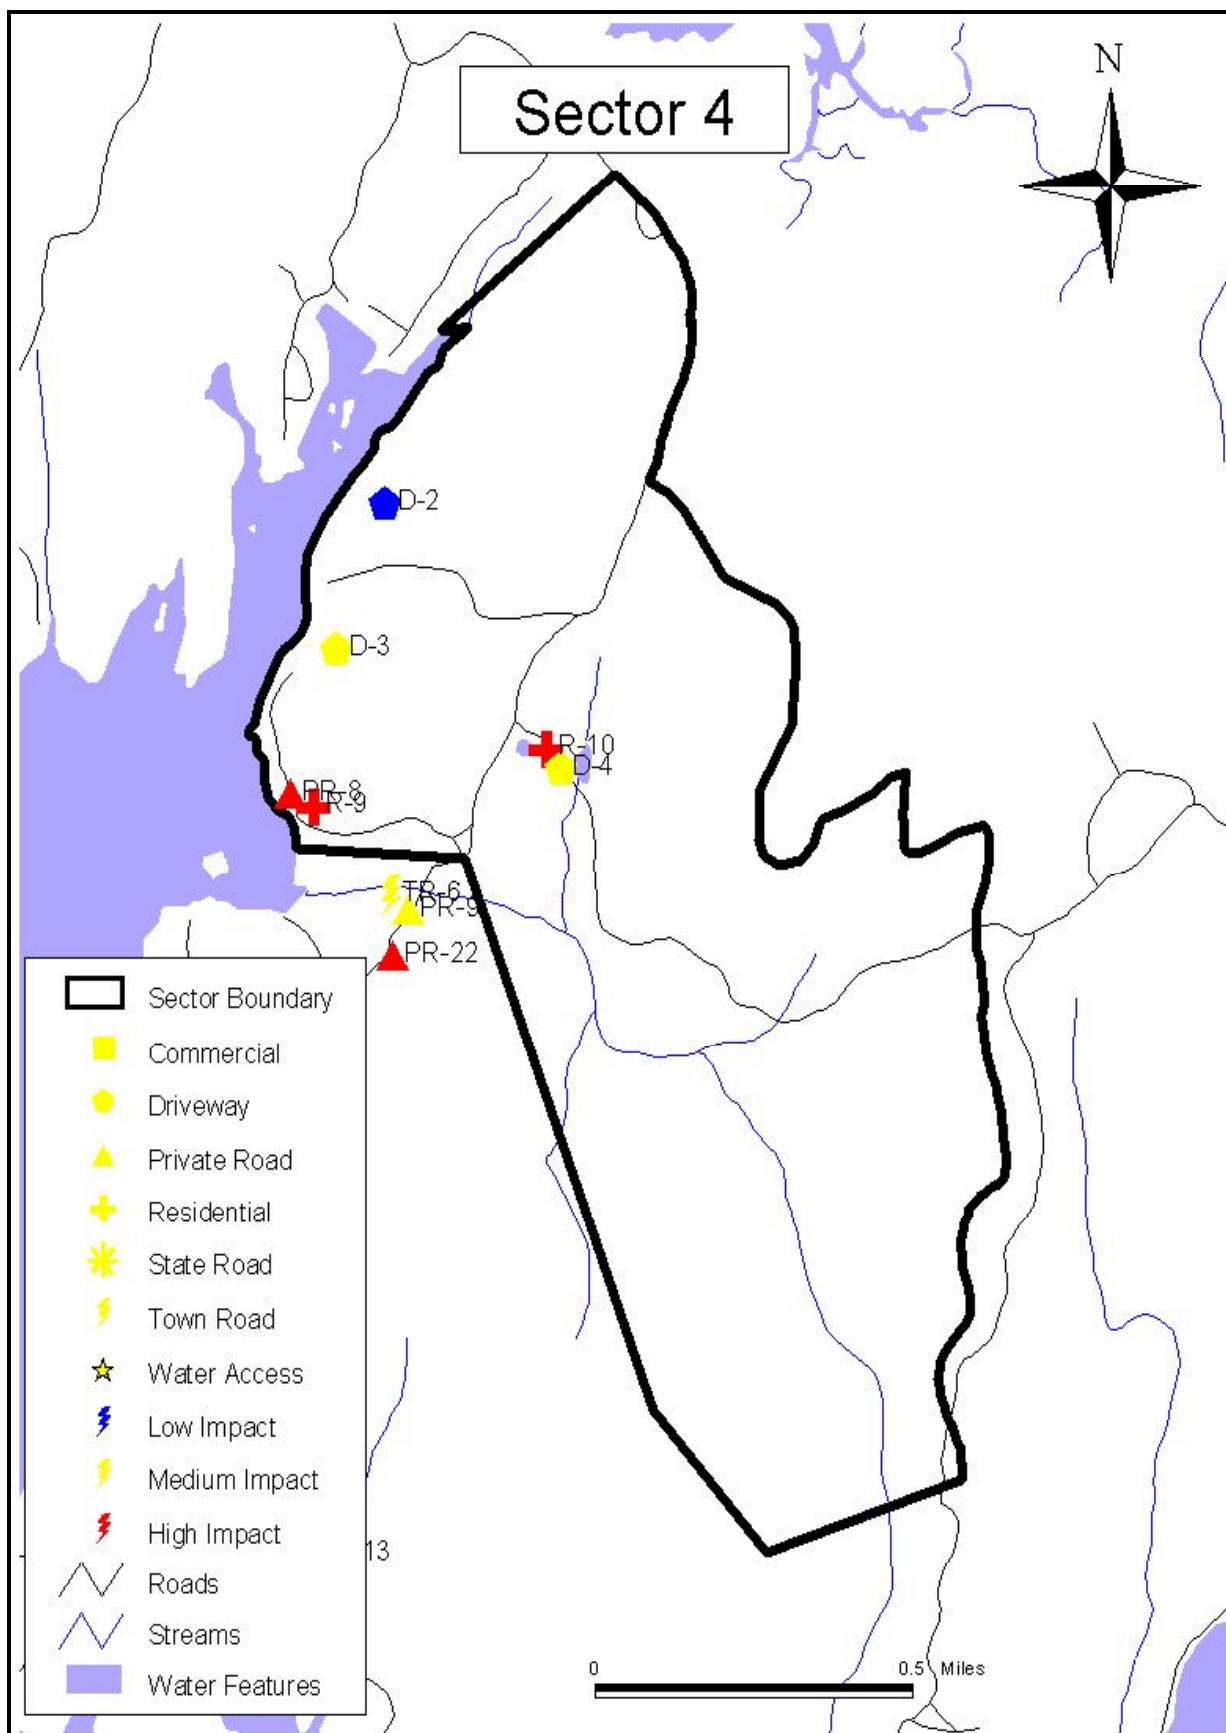 Sector 4
N
D-2
D-3
R-10
D-4
PR-8
R-9
TR-6
PR-9
PR-22
Sector Boundary
Commercial
Driveway
Private Road
Residential
State Road
Town Road
Water Access
Low Impact
Medium Impact
High Impact
13
Roads
Streams
Water Features
0 0.5 Miles